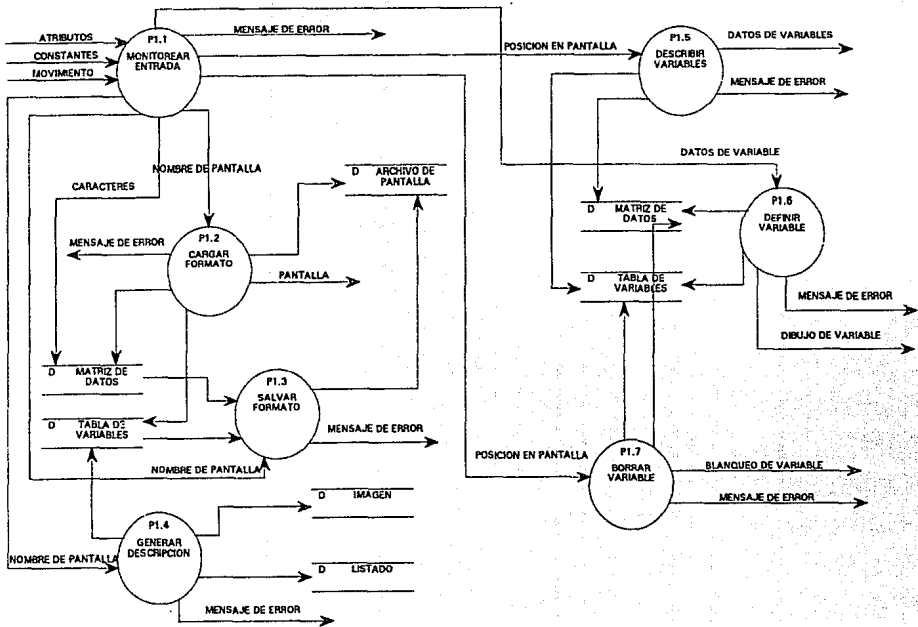 ATRIBUTOS
CONSTANTES
MOVIMIENTO
P1.1
MONITOREAR
ENTRADA
MENSAJE DE ERROR
POSICION EN PANTALLA
P1.5
DESCRIBIR
VARIABLES
DATOS DE VARIABLES
MENSAJE DE ERROR
NOMBRE DE PANTALLA
CARACTERES
D ARCHIVO DE
PANTALLA
DATOS DE VARIABLE
P1.6
DEFINIR
VARIABLE
D MATRIZ DE
DATOS
P1.2
CARGAR
FORMATO
MENSAJE DE ERROR
PANTALLA
D TABLA DE
VARIABLES
MENSAJE DE ERROR
DIBUJO DE VARIABLE
D MATRIZ DE
DATOS
P1.3
SALVAR
FORMATO
D TABLA DE
VARIABLES
MENSAJE DE ERROR
NOMBRE DE PANTALLA
POSICION EN PANTALLA
P1.7
BORRAR
VARIABLE
BLANQUEO DE VARIABLE
MENSAJE DE ERROR
P1.4
GENERAR
DESCRIPCION
D IMAGEN
NOMBRE DE PANTALLA
D LISTADO
MENSAJE DE ERROR